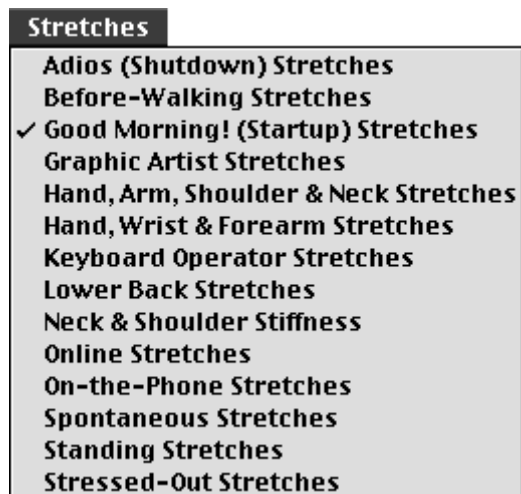 Stretches
Adios (Shutdown) Stretches
Before-Walking Stretches
✓ Good Morning! (Startup) Stretches
Graphic Artist Stretches
Hand, Arm, Shoulder & Neck Stretches
Hand, Wrist & Forearm Stretches
Keyboard Operator Stretches
Lower Back Stretches
Neck & Shoulder Stiffness
Online Stretches
On-the-Phone Stretches
Spontaneous Stretches
Standing Stretches
Stressed-Out Stretches